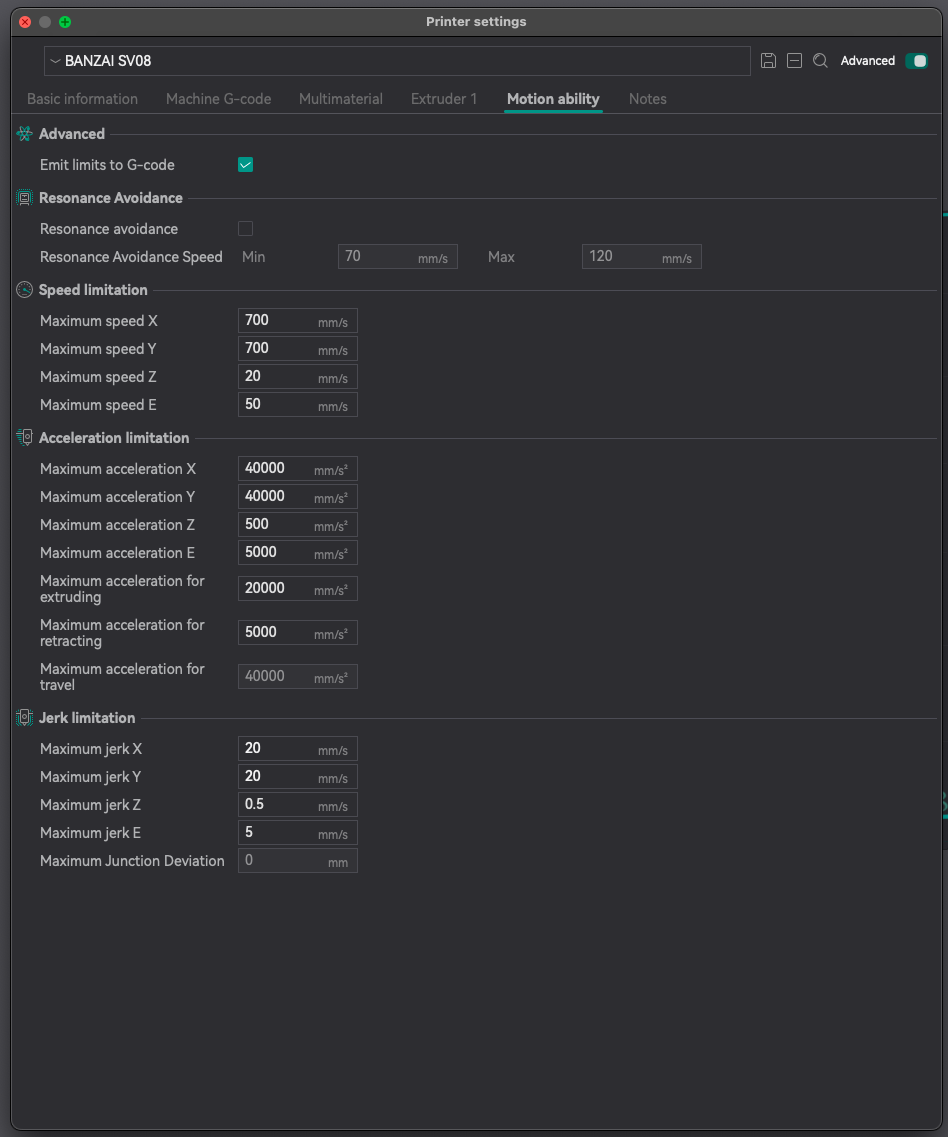 Printer settings
BANZAI SV08
Advanced
Basic information Machine G-code Multimaterial Extruder 1 Motion ability Notes
Advanced
Emit limits to G-code
Resonance Avoidance
Resonance avoidance
Resonance Avoidance Speed Min 70 mm/s Max 120 mm/s
Speed limitation
Maximum speed X 700 mm/s
Maximum speed Y 700 mm/s
Maximum speed Z 20 mm/s
Maximum speed E 50 mm/s
Acceleration limitation
Maximum acceleration X 40000 mm/s²
Maximum acceleration Y 40000 mm/s²
Maximum acceleration Z 500 mm/s²
Maximum acceleration E 5000 mm/s²
Maximum acceleration for
extruding 20000 mm/s²
Maximum acceleration for
retracting 5000 mm/s²
Maximum acceleration for
travel 40000 mm/s²
Jerk limitation
Maximum jerk X 20 mm/s
Maximum jerk Y 20 mm/s
Maximum jerk Z 0.5 mm/s
Maximum jerk E 5 mm/s
Maximum Junction Deviation 0 mm